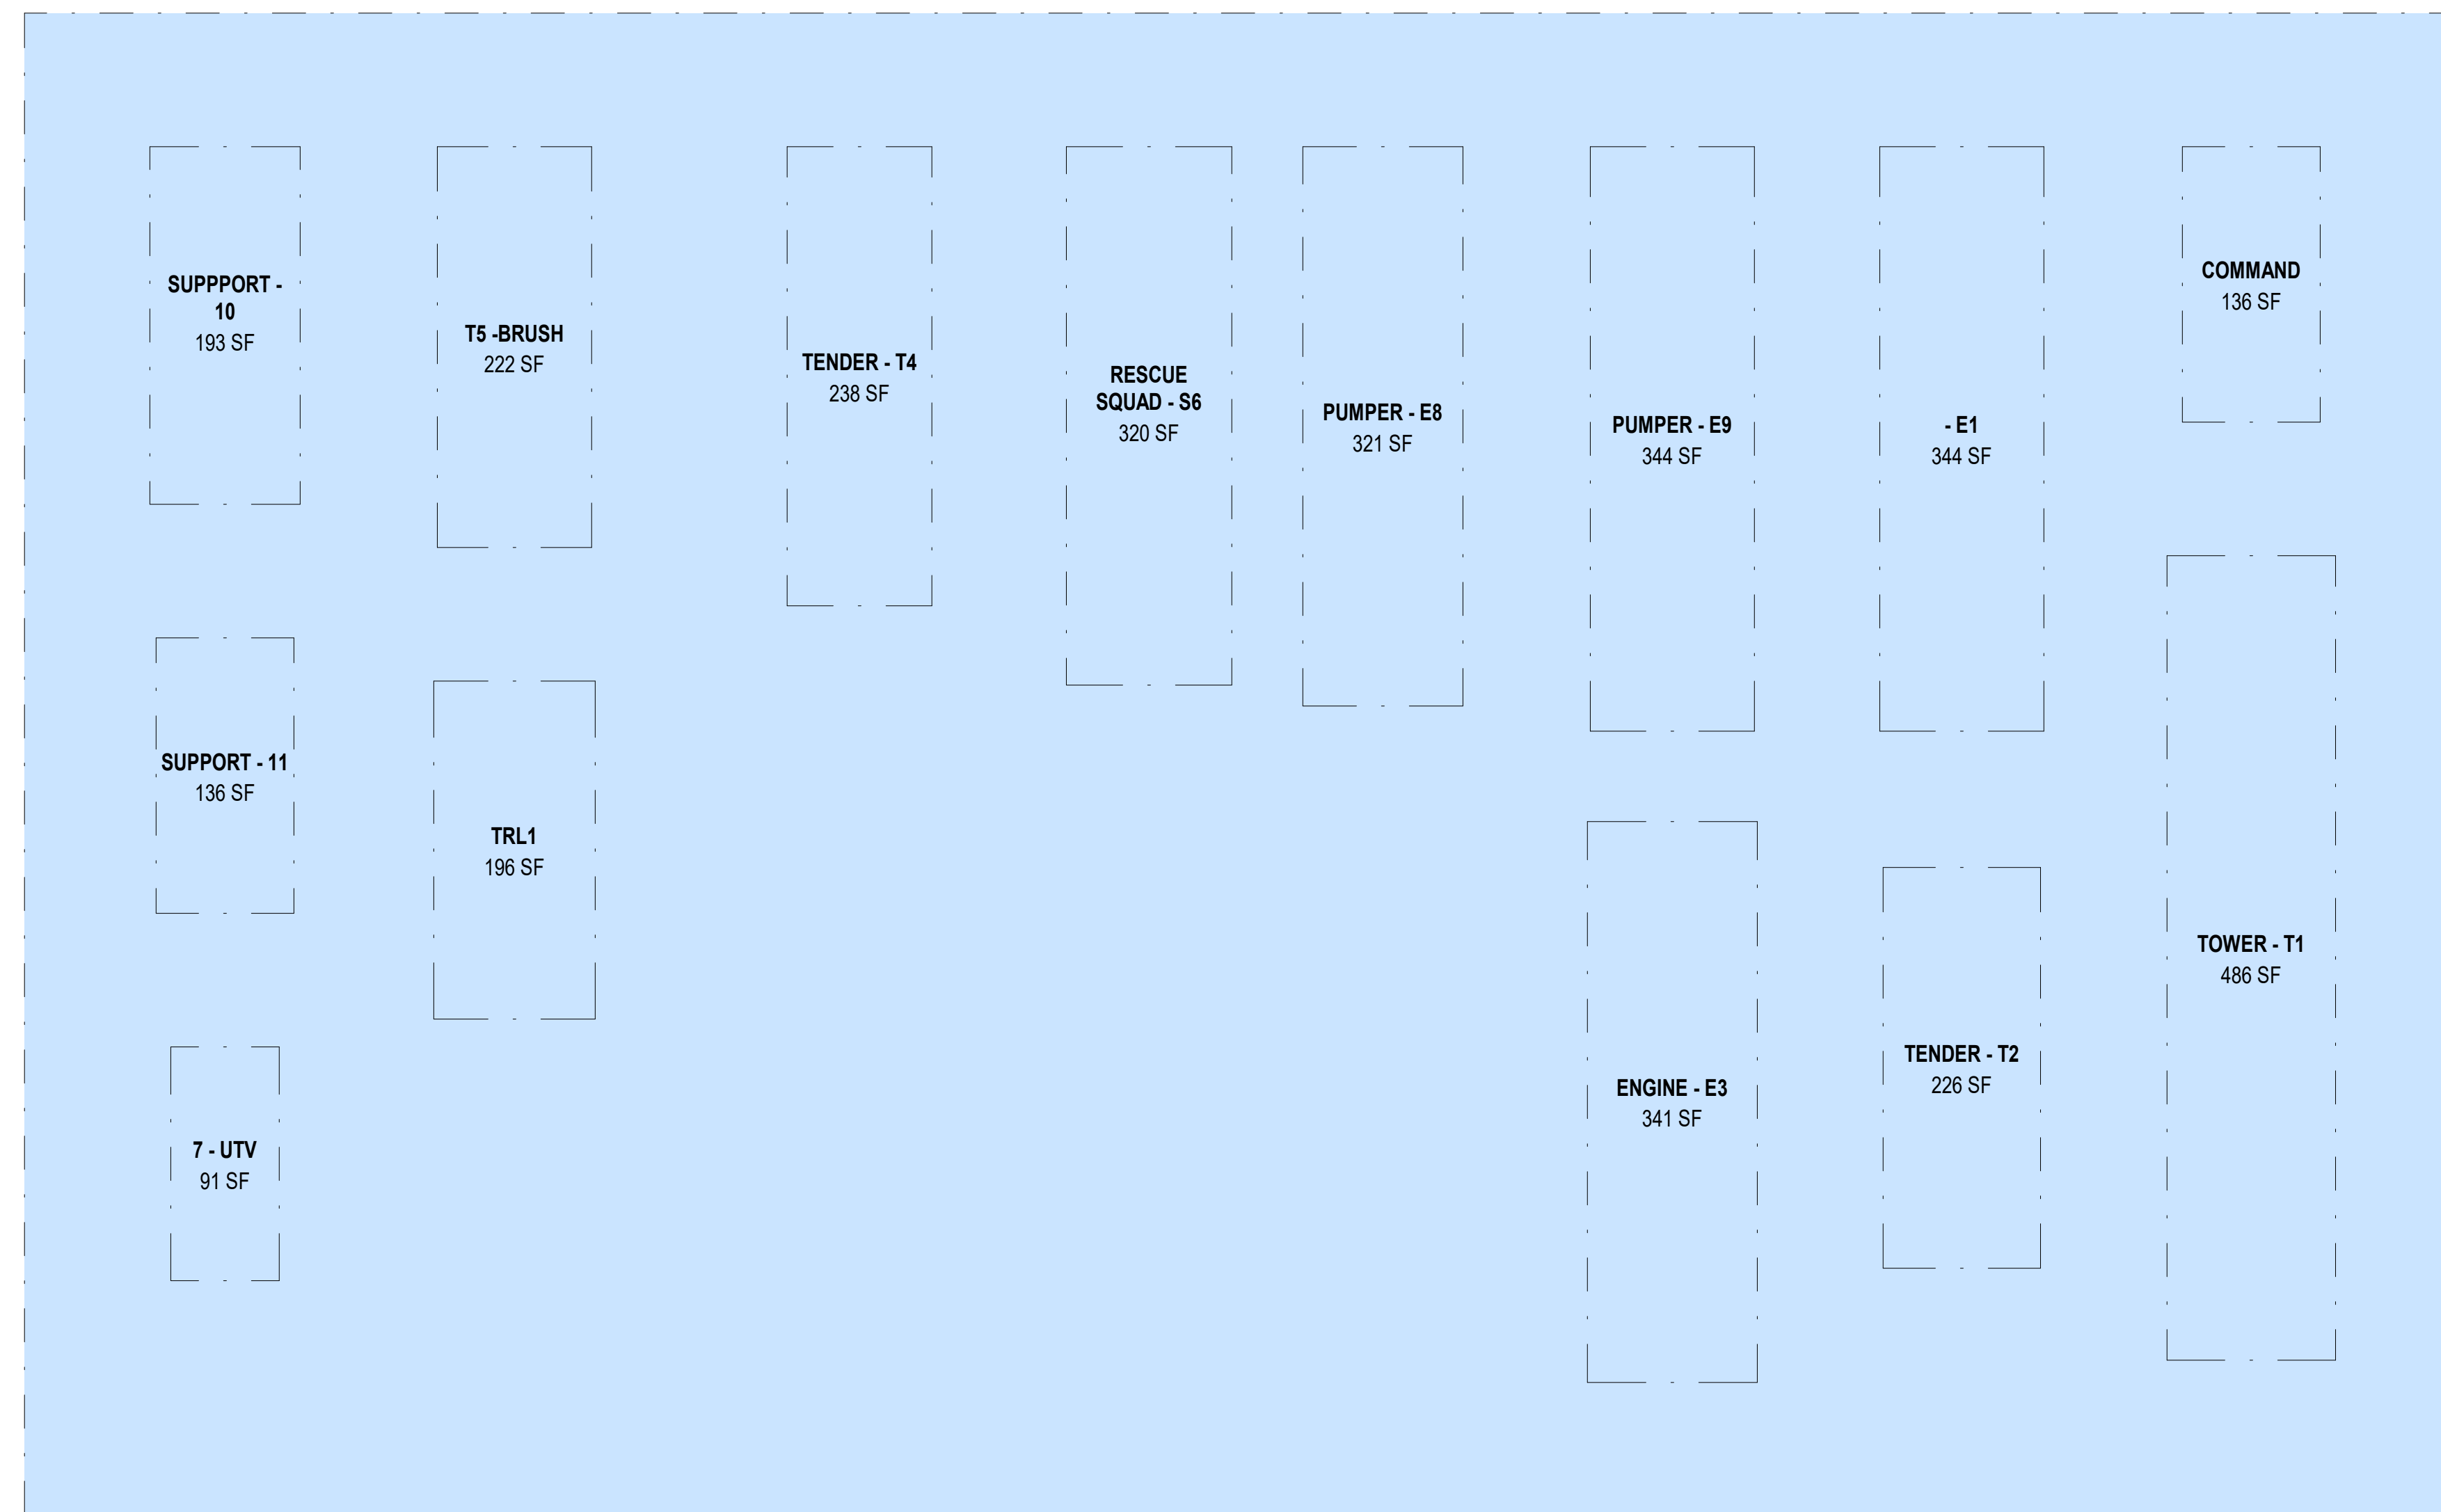 SUPPPORT -
10
193 SF
T5 -BRUSH
222 SF
TENDER - T4
238 SF
RESCUE
SQUAD - S6
320 SF
PUMPER - E8
321 SF
PUMPER - E9
344 SF
- E1
344 SF
COMMAND
136 SF
SUPPORT - 11
136 SF
TRL1
196 SF
TOWER - T1
486 SF
7 - UTV
91 SF
ENGINE - E3
341 SF
TENDER - T2
226 SF